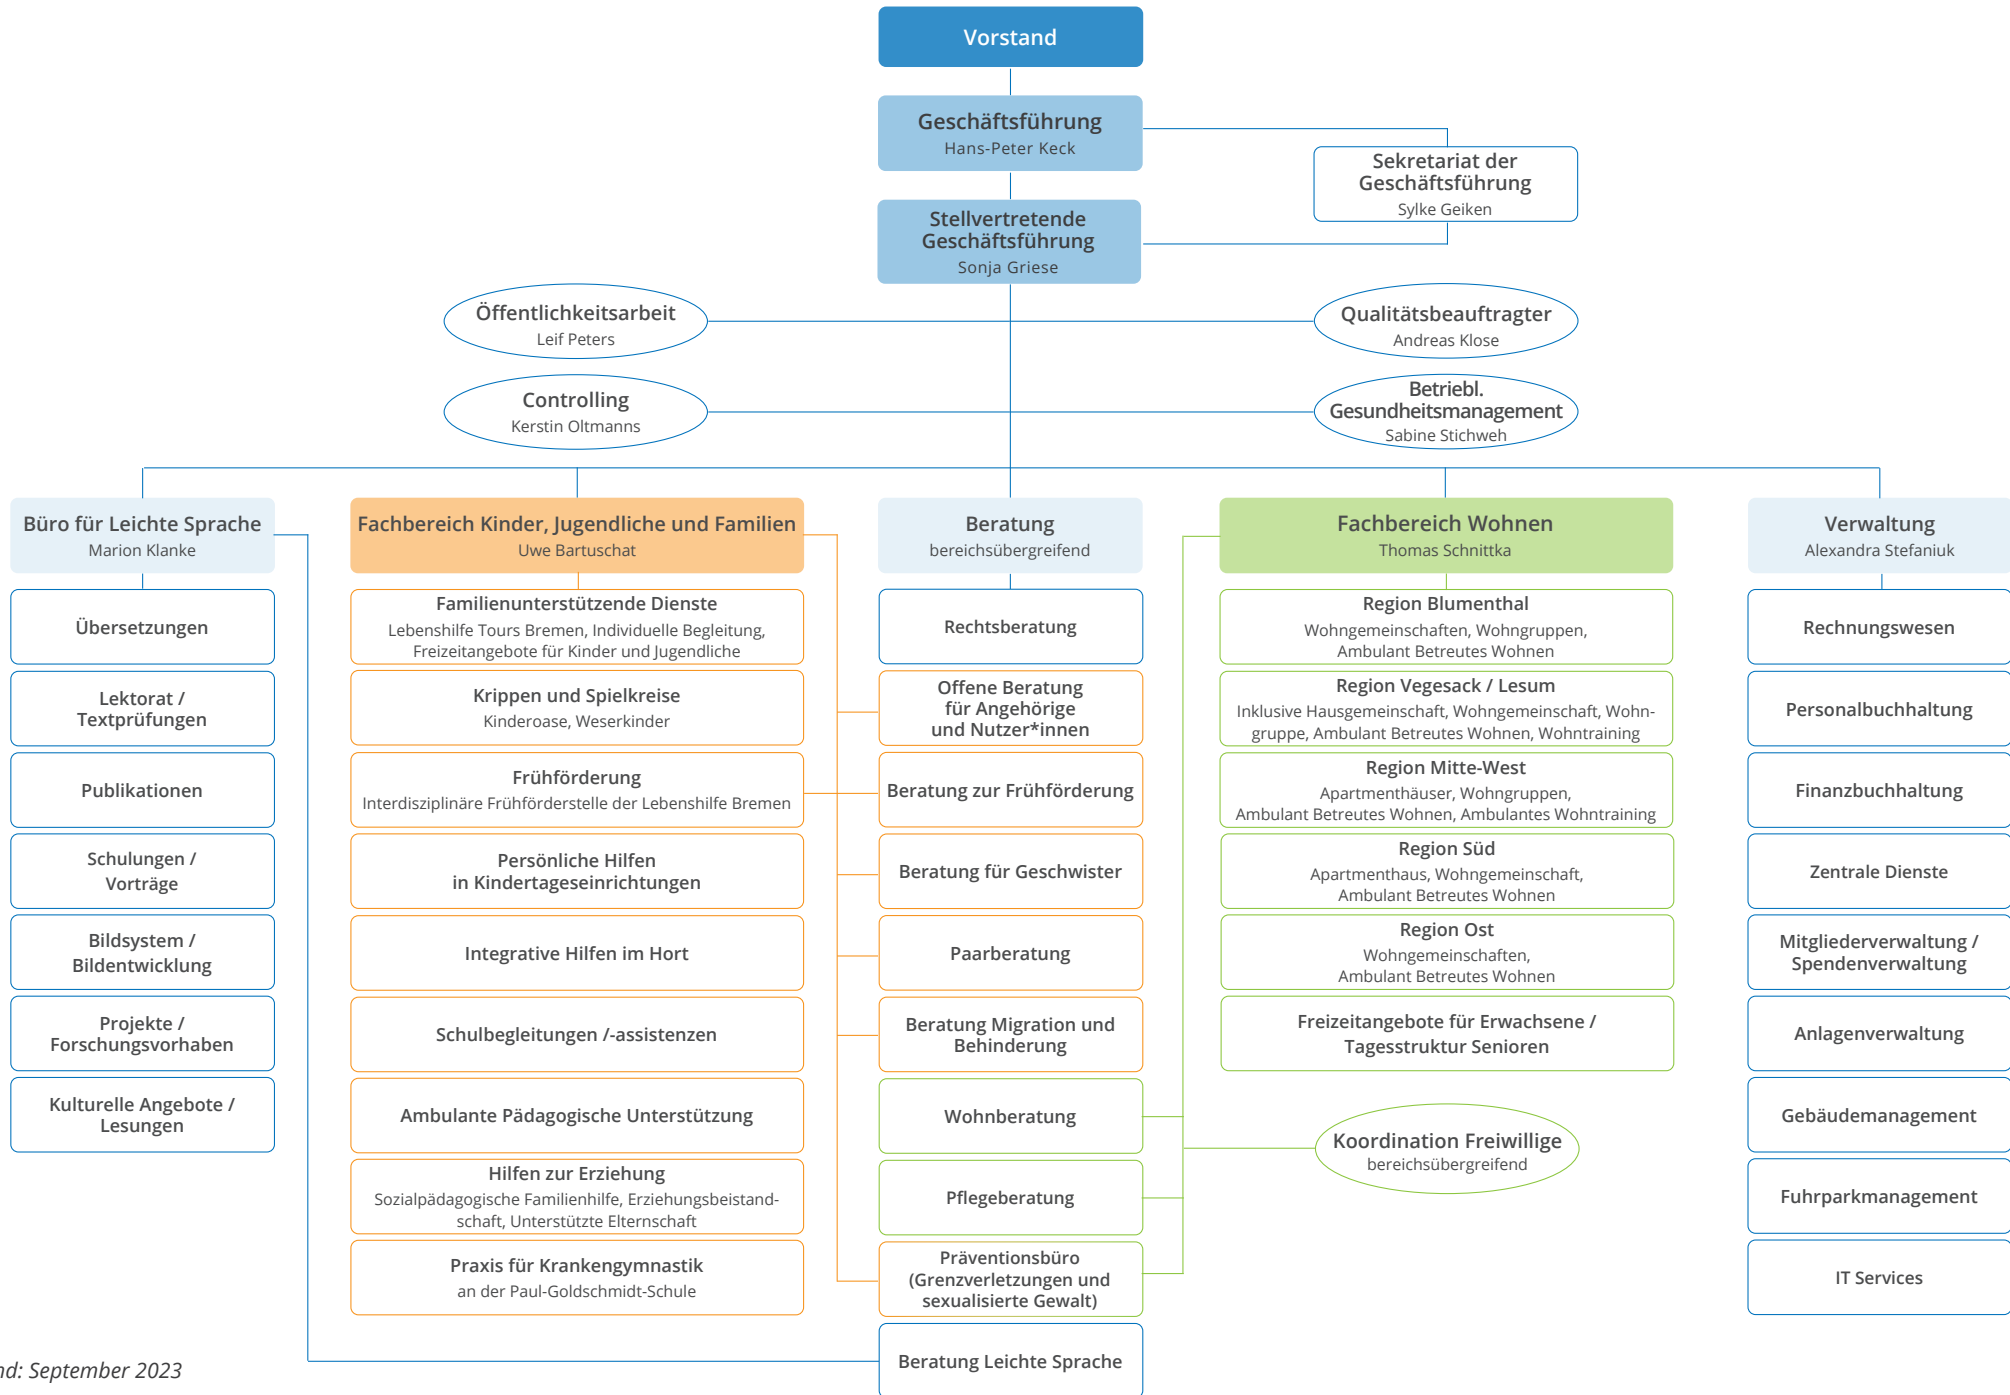 Vorstand
Geschäftsführung
Hans-Peter Keck
Sekretariat der
Geschäftsführung
Sylke Geiken
Stellvertretende
Geschäftsführung
Sonja Griese
Öffentlichkeitsarbeit
Leif Peters
Qualitätsbeauftragter
Andreas Klose
Controlling
Kerstin Oltmanns
Betriebl.
Gesundheitsmanagement
Sabine Stichweh
Büro für Leichte Sprache
Marion Klanke
Übersetzungen
Lektorat /
Textprüfungen
Publikationen
Schulungen /
Vorträge
Bildsystem /
Bildentwicklung
Projekte /
Forschungsvorhaben
Kulturelle Angebote /
Lesungen
Fachbereich Kinder, Jugendliche und Familien
Uwe Bartuschat
Familienunterstützende Dienste
Lebenshilfe Tours Bremen, Individuelle Begleitung,
Freizeitangebote für Kinder und Jugendliche
Krippen und Spielkreise
Kinderoase, Weserkinder
Frühförderung
Interdisziplinäre Frühförderstelle der Lebenshilfe Bremen
Persönliche Hilfen
in Kindertageseinrichtungen
Integrative Hilfen im Hort
Schulbegleitungen /-assistenzen
Ambulante Pädagogische Unterstützung
Hilfen zur Erziehung
Sozialpädagogische Familienhilfe, Erziehungsbeistand-
schaft, Unterstützte Elternschaft
Praxis für Krankengymnastik
an der Paul-Goldschmidt-Schule
Beratung
bereichsübergreifend
Rechtsberatung
Offene Beratung
für Angehörige
und Nutzer*innen
Beratung zur Frühförderung
Beratung für Geschwister
Paarberatung
Beratung Migration und
Behinderung
Wohnberatung
Pflegeberatung
Präventionsbüro
(Grenzverletzungen und
sexualisierte Gewalt)
Beratung Leichte Sprache
Fachbereich Wohnen
Thomas Schnittka
Region Blumenthal
Wohngemeinschaften, Wohngruppen,
Ambulant Betreutes Wohnen
Region Vegesack / Lesum
Inklusive Hausgemeinschaft, Wohngemeinschaft, Wohn-
gruppe, Ambulant Betreutes Wohnen, Wohntraining
Region Mitte-West
Apartmenthäuser, Wohngruppen,
Ambulant Betreutes Wohnen, Ambulantes Wohntraining
Region Süd
Apartmenthaus, Wohngemeinschaft,
Ambulant Betreutes Wohnen
Region Ost
Wohngemeinschaften,
Ambulant Betreutes Wohnen
Freizeitangebote für Erwachsene /
Tagesstruktur Senioren
Koordination Freiwillige
bereichsübergreifend
Verwaltung
Alexandra Stefaniuk
Rechnungswesen
Personalbuchhaltung
Finanzbuchhaltung
Zentrale Dienste
Mitgliederverwaltung /
Spendenverwaltung
Anlagenverwaltung
Gebäudemanagement
Fuhrparkmanagement
IT Services
nd: September 2023